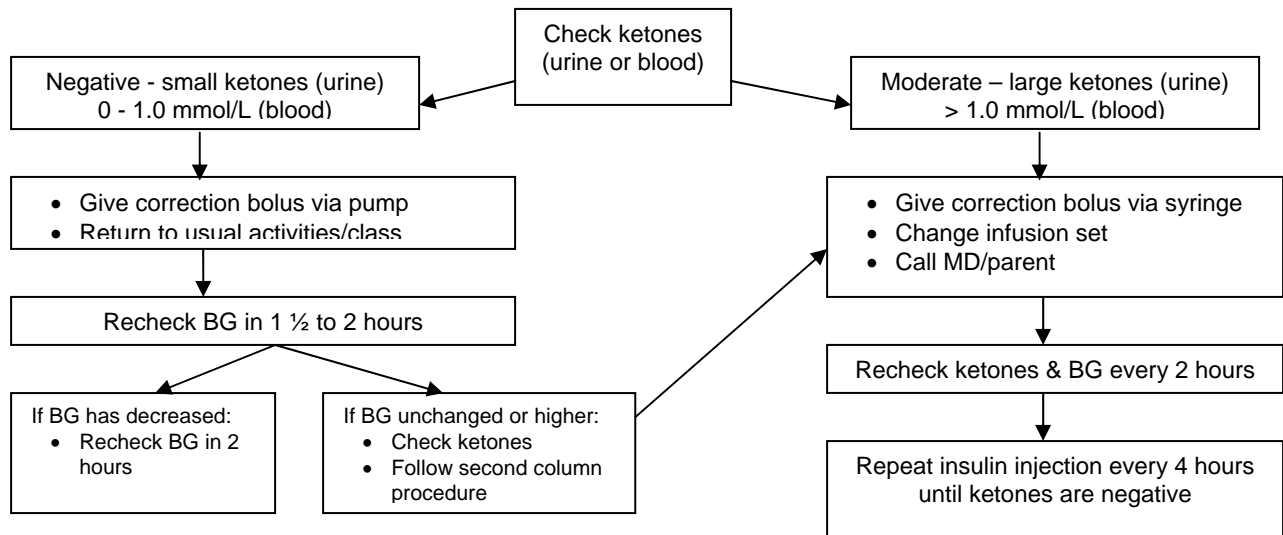 Check ketones
(urine or blood)
Negative - small ketones (urine)
0 - 1.0 mmol/L (blood)
Moderate – large ketones (urine)
> 1.0 mmol/L (blood)
• Give correction bolus via pump
• Return to usual activities/class
• Give correction bolus via syringe
• Change infusion set
• Call MD/parent
Recheck BG in 1 ½ to 2 hours
Recheck ketones & BG every 2 hours
If BG has decreased:
• Recheck BG in 2
hours
If BG unchanged or higher:
• Check ketones
• Follow second column
procedure
Repeat insulin injection every 4 hours
until ketones are negative